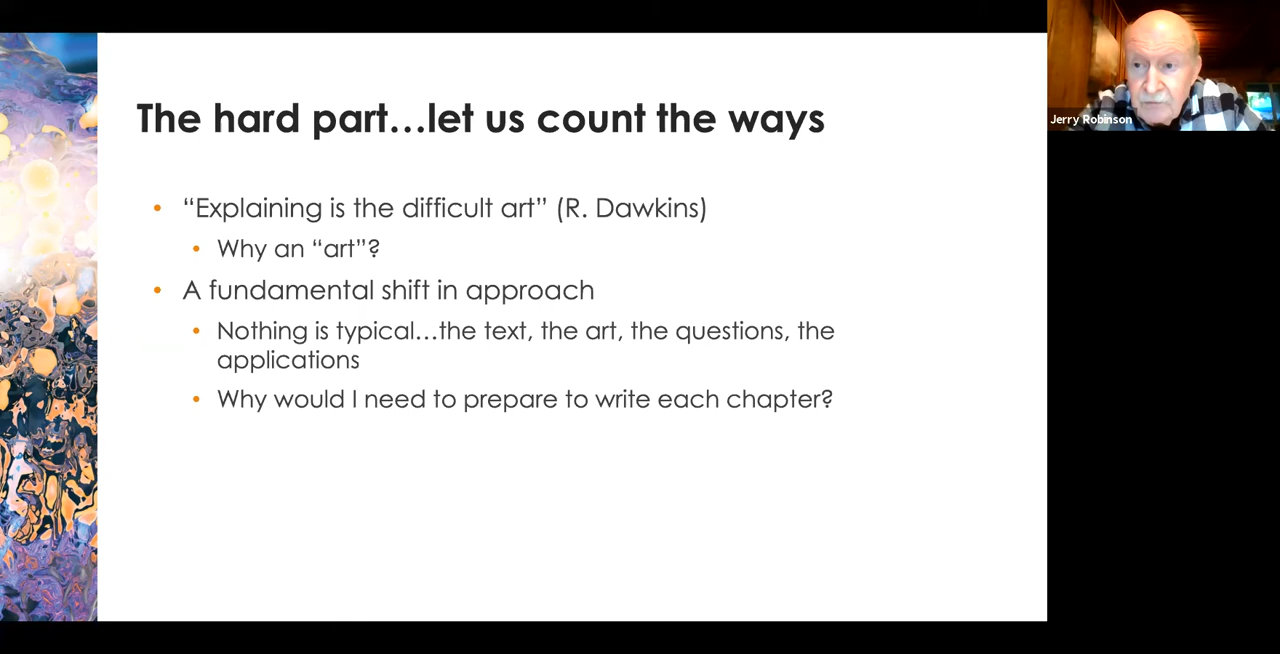 The hard part…let us count the ways
• “Explaining is the difficult art” (R. Dawkins)
• Why an “art”?
• A fundamental shift in approach
• Nothing is typical…the text, the art, the questions, the
applications
• Why would I need to prepare to write each chapter?
Jerry Robinson